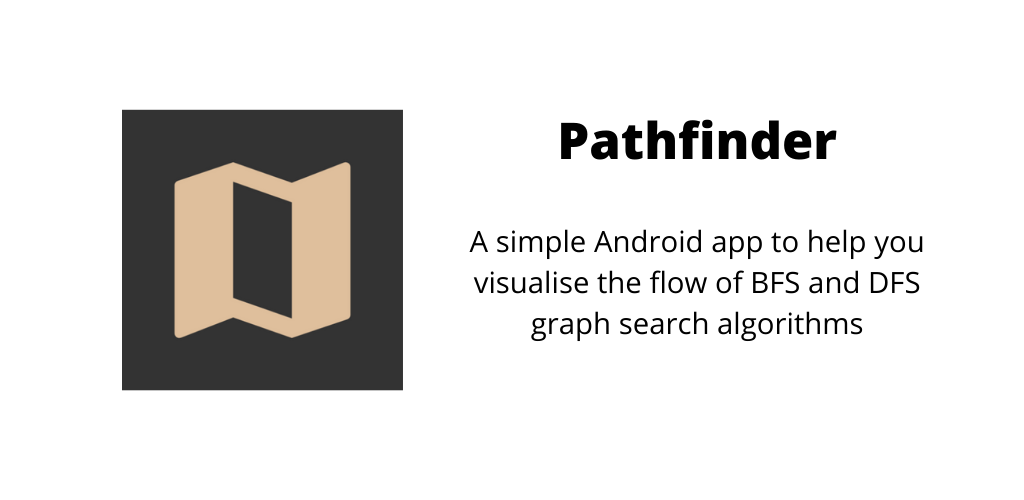 Pathfinder
A simple Android app to help you
visualise the flow of BFS and DFS
graph search algorithms